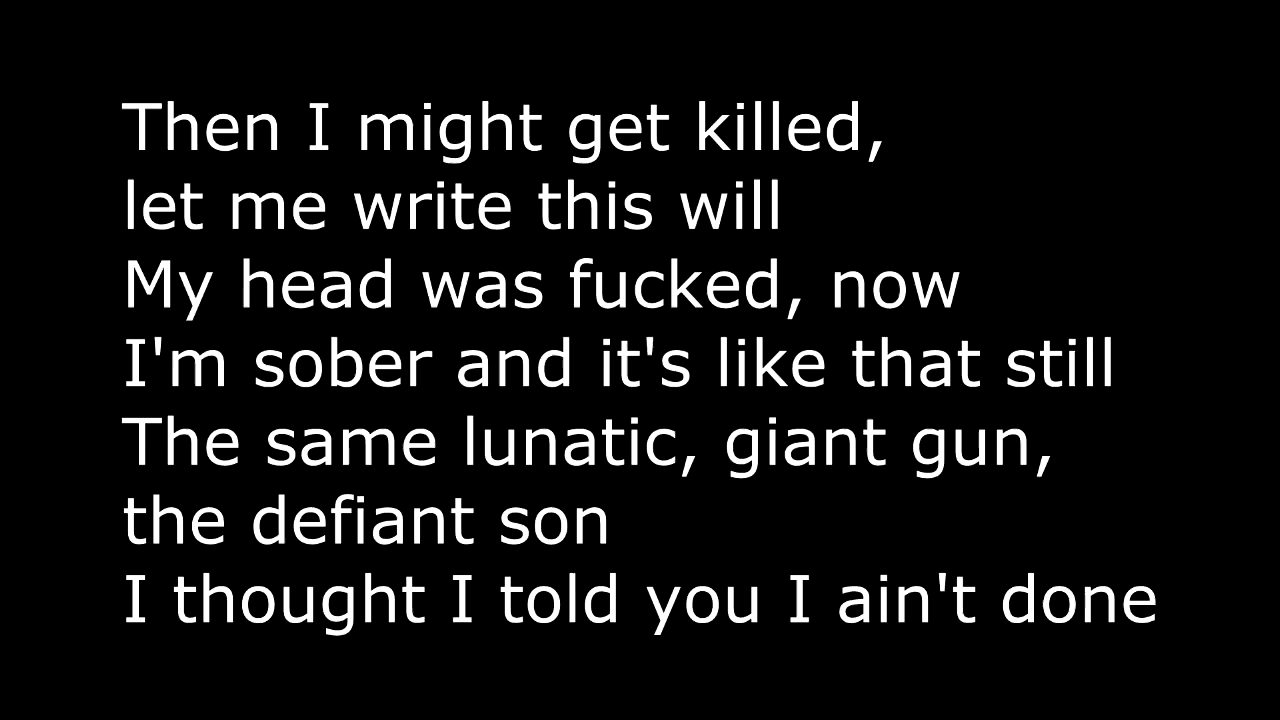 Then I might get killed,
let me write this will
My head was fucked, now
I'm sober and it's like that still
The same lunatic, giant gun,
the defiant son
I thought I told you I ain't done